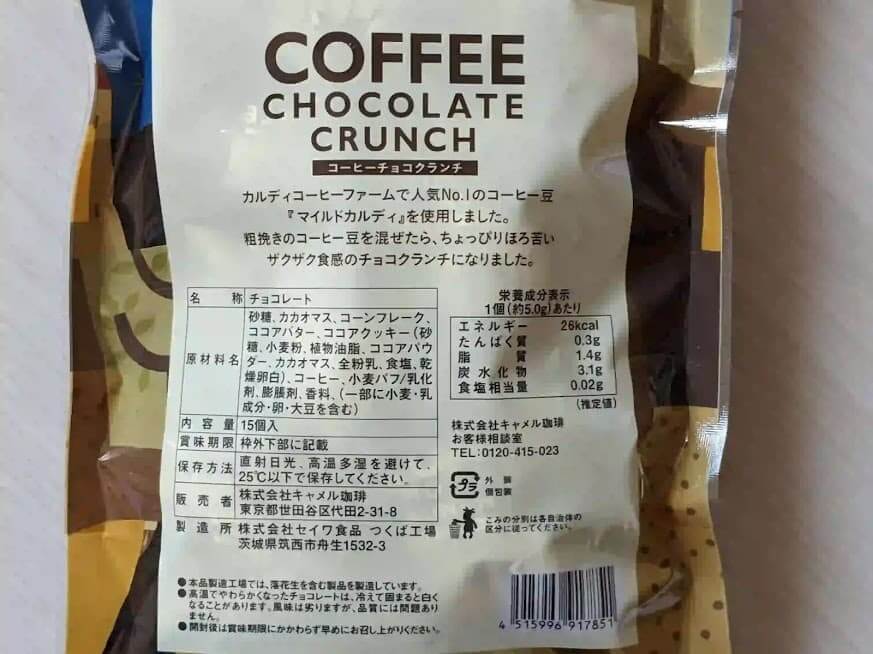 COFFEE
CHOCOLATE
CRUNCH
コーヒーチョコクランチ
カルディコーヒーファームで人気No.1のコーヒー豆
『マイルドカルディ』を使用しました。
粗挽きのコーヒー豆を混ぜたら、ちょっぴりほろ苦い
ザクザク食感のチョコクランチになりました。
名 称 チョコレート
原材料名 砂糖、カカオマス、コーンフレーク、
ココアバター、ココアクッキー(砂
糖、小麦粉、植物油脂、ココアパウ
ダー、カカオマス、全粉乳、食塩、乾
燥卵白)、コーヒー、小麦パフ/乳化
剤、膨脹剤、香料、(一部に小麦・乳
成分・卵・大豆を含む)
内 容 量 15個入
賞味期限 枠外下部に記載
保存方法 直射日光、高温多湿を避けて、
25℃以下で保存してください。
販 売 者 株式会社キャメル珈琲
東京都世田谷区代田2-31-8
製 造 所 株式会社セイワ食品 つくば工場
茨城県筑西市舟生1532-3
栄養成分表示
1個(約5.0g)あたり
エネルギー 26kcal
たんぱく質 0.3g
脂 質 1.4g
炭水化物 3.1g
食塩相当量 0.02g
(推定値)
株式会社キャメル珈琲
お客様相談室
TEL:0120-415-023
プラ
外 装
個包装
ごみの分別は各自治体の
区分に従ってください。
●本品製造工場では、落花生を含む製品を製造しています。
●高温でやわらかくなったチョコレートは、冷えて固まると白く
なることがあります。風味は劣りますが、品質には問題あり
ません。
●開封後は賞味期限にかかわらず早めにお召し上がりください。
4 515996 917851